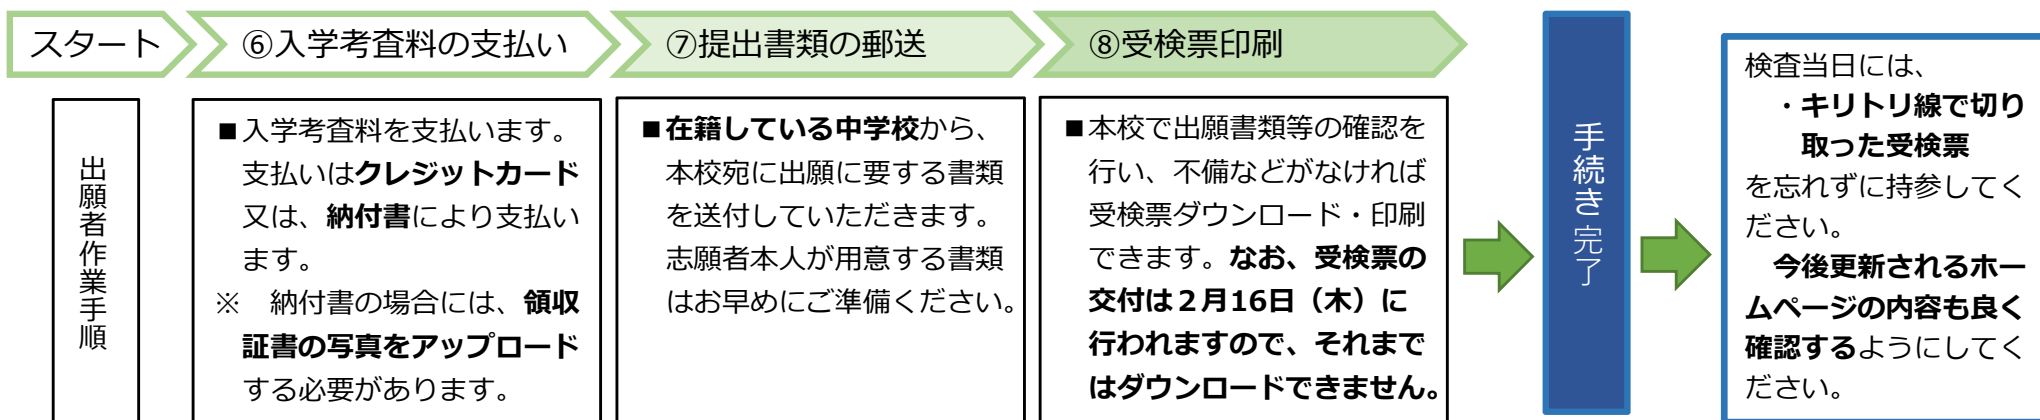 スタート
⑥入学考査料の支払い
⑦提出書類の郵送
⑧受検票印刷
出願者作業手順
■入学考査料を支払います。
支払いはクレジットカード
又は、納付書により支払い
ます。
※　納付書の場合には、領収
証書の写真をアップロード
する必要があります。
■在籍している中学校から、
本校宛に出願に要する書類
を送付していただきます。
志願者本人が用意する書類
はお早めにご準備ください。
■本校で出願書類等の確認を
行い、不備などがなければ
受検票ダウンロード・印刷
できます。なお、受検票の
交付は２月16日（木）に
行われますので、それまで
はダウンロードできません。
手続き完了
検査当日には、
・キリトリ線で切り
取った受検票
を忘れずに持参してく
ださい。
今後更新されるホー
ムページの内容も良く
確認するようにしてく
ださい。